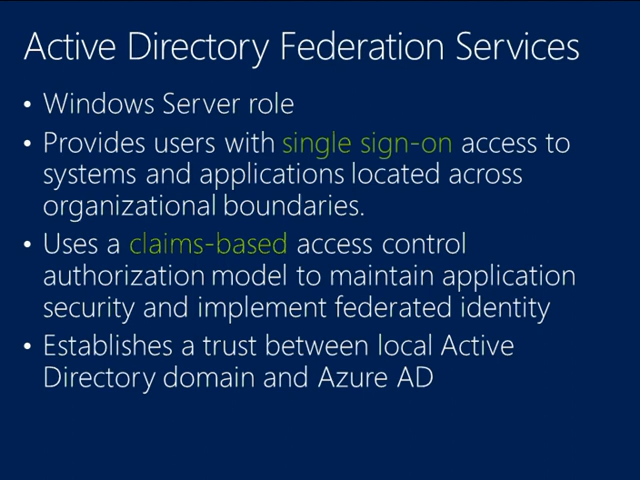 Active Directory Federation Services
• Windows Server role
• Provides users with single sign-on access to
systems and applications located across
organizational boundaries.
• Uses a claims-based access control
authorization model to maintain application
security and implement federated identity
• Establishes a trust between local Active
Directory domain and Azure AD